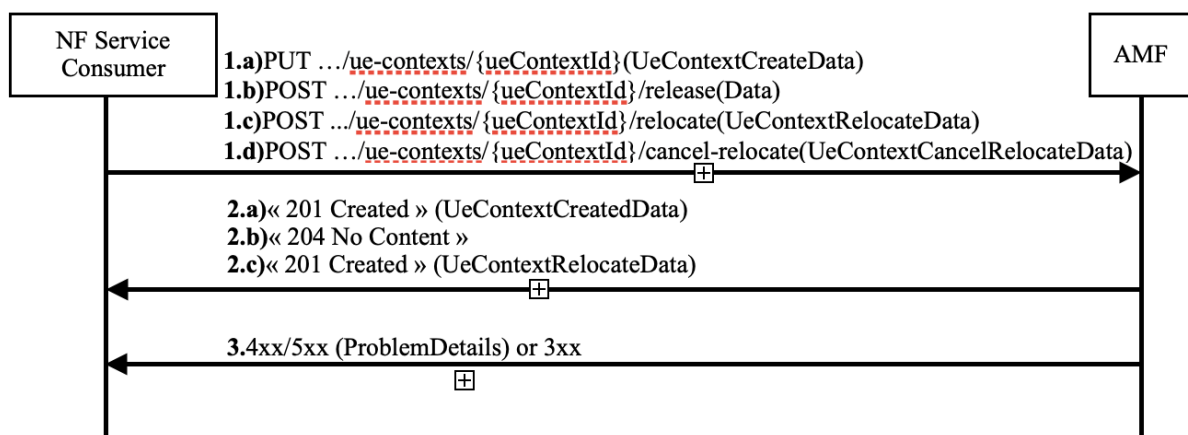 NF Service
Consumer
AMF
1.a)PUT …/ue-contexts/{ueContextId}(UeContextCreateData)
1.b)POST …/ue-contexts/{ueContextId}/release(Data)
1.c)POST .../ue-contexts/{ueContextId}/relocate(UeContextRelocateData)
1.d)POST …/ue-contexts/{ueContextId}/cancel-relocate(UeContextCancelRelocateData)
2.a)« 201 Created » (UeContextCreatedData)
2.b)« 204 No Content »
2.c)« 201 Created » (UeContextRelocateData)
3.4xx/5xx (ProblemDetails) or 3xx